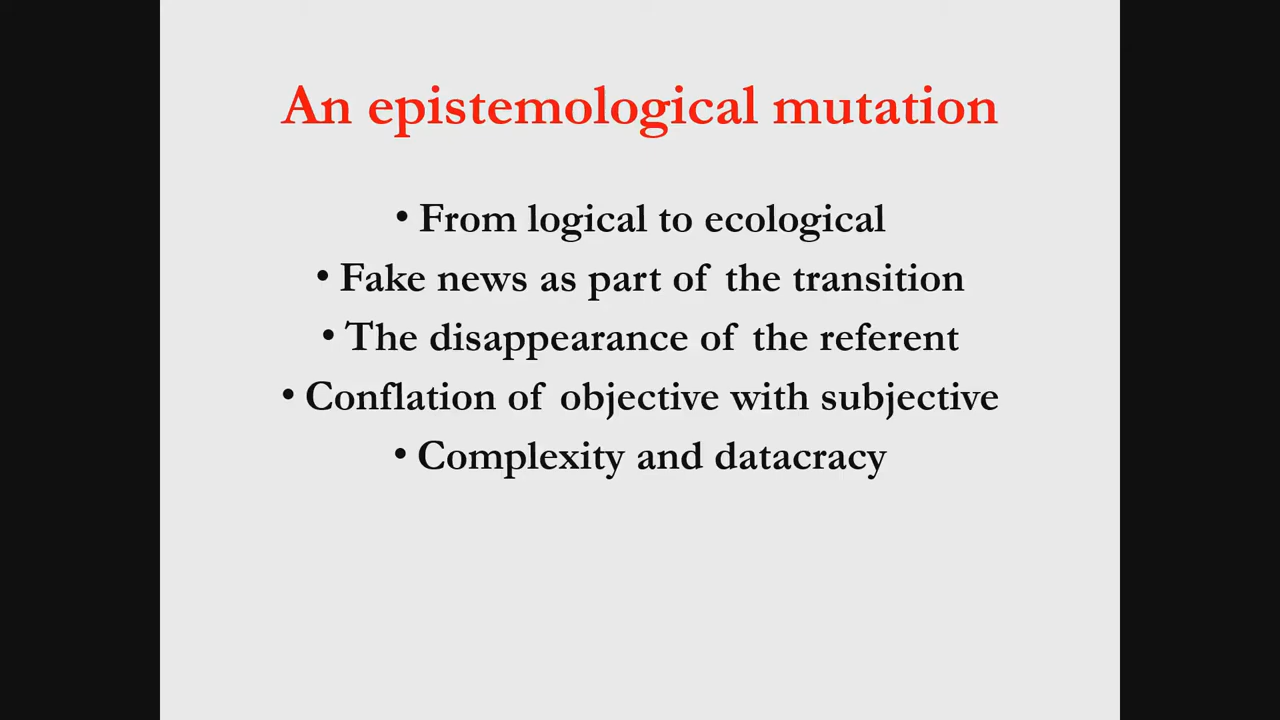 An epistemological mutation
• From logical to ecological
• Fake news as part of the transition
• The disappearance of the referent
• Conflation of objective with subjective
• Complexity and datacracy